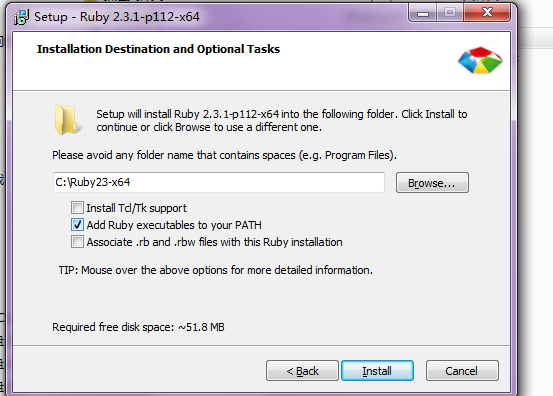 Setup - Ruby 2.3.1-p112-x64
Installation Destination and Optional Tasks
Setup will install Ruby 2.3.1-p112-x64 into the following folder. Click Install to
continue or click Browse to use a different one.
Please avoid any folder name that contains spaces (e.g. Program Files).
C:\Ruby23-x64
Browse...
Install Tcl/Tk support
Add Ruby executables to your PATH
Associate .rb and .rbw files with this Ruby installation
TIP: Mouse over the above options for more detailed information.
Required free disk space: ~51.8 MB
< Back
Install
Cancel